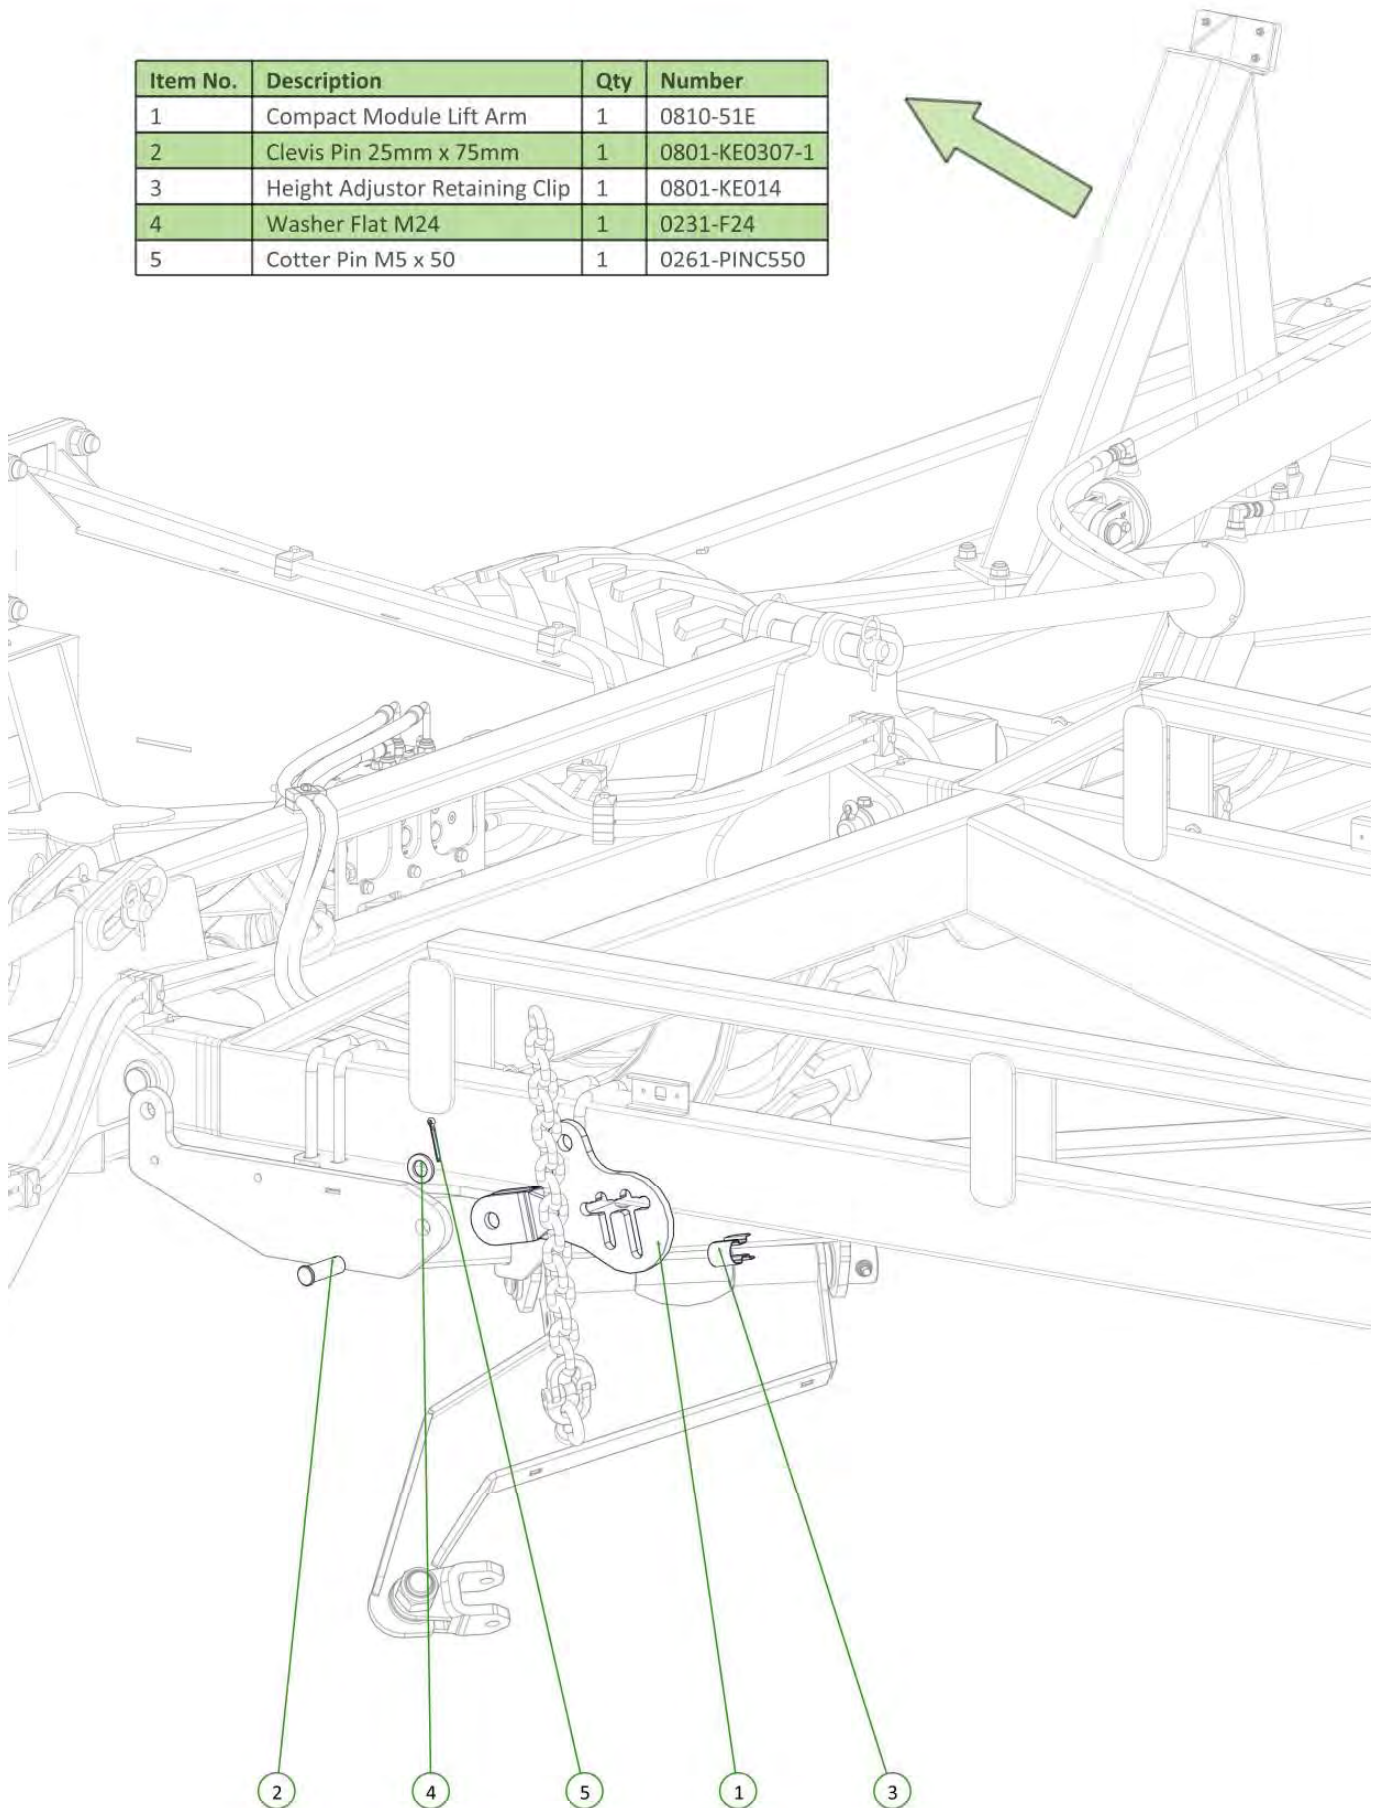 Item No. Description Qty Number
1 Compact Module Lift Arm 1 0810-51E
2 Clevis Pin 25mm x 75mm 1 0801-KE0307-1
3 Height Adjustor Retaining Clip 1 0801-KE014
4 Washer Flat M24 1 0231-F24
5 Cotter Pin M5 x 50 1 0261-PINC550
2 4 5 1 3